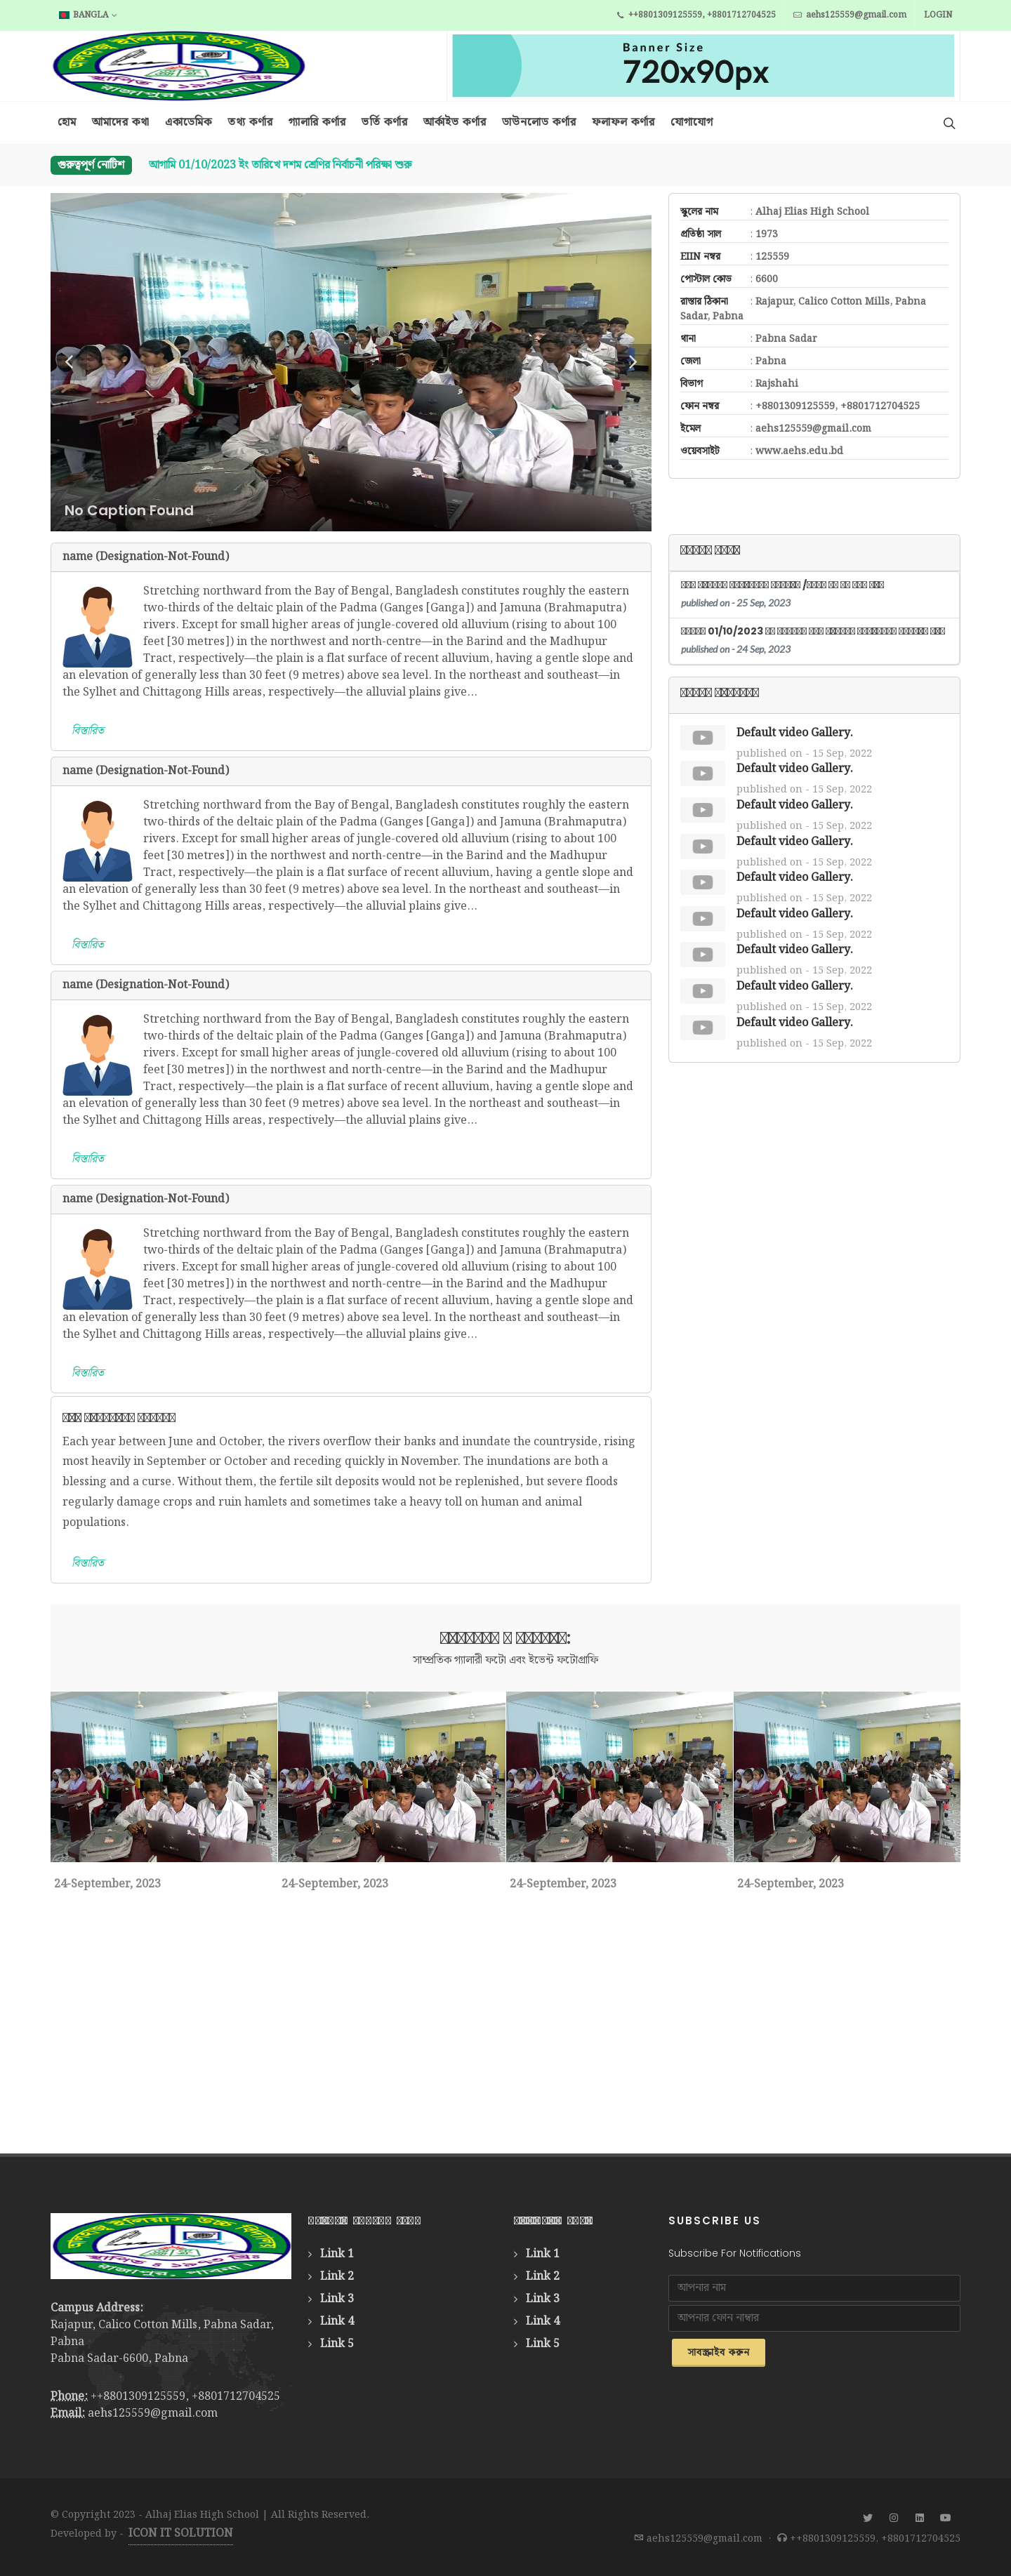 BANGLA
++8801309125559, +8801712704525
aehs125559@gmail.com
LOGIN
Banner Size
720x90px
হোম আমাদের কথা একাডেমিক তথ্য কর্ণার গ্যালারি কর্ণার ভর্তি কর্ণার আর্কাইভ কর্ণার ডাউনলোড কর্ণার ফলাফল কর্ণার যোগাযোগ
গুরুত্বপূর্ণ নোটিশ
আগামি 01/10/2023 ইং তারিখে দশম শ্রেণির নির্বাচনী পরিক্ষা শুরু
No Caption Found
স্কুলের নাম : Alhaj Elias High School
প্রতিষ্ঠা সাল : 1973
EIIN নম্বর : 125559
পোস্টাল কোড : 6600
রাস্তার ঠিকানা : Rajapur, Calico Cotton Mills, Pabna
Sadar, Pabna
থানা : Pabna Sadar
জেলা : Pabna
বিভাগ : Rajshahi
ফোন নম্বর : +8801309125559, +8801712704525
ইমেল : aehs125559@gmail.com
ওয়েবসাইট : www.aehs.edu.bd
name (Designation-Not-Found)
Stretching northward from the Bay of Bengal, Bangladesh constitutes roughly the eastern
two-thirds of the deltaic plain of the Padma (Ganges [Ganga]) and Jamuna (Brahmaputra)
rivers. Except for small higher areas of jungle-covered old alluvium (rising to about 100
feet [30 metres]) in the northwest and north-centre—in the Barind and the Madhupur
Tract, respectively—the plain is a flat surface of recent alluvium, having a gentle slope and
an elevation of generally less than 30 feet (9 metres) above sea level. In the northeast and southeast—in
the Sylhet and Chittagong Hills areas, respectively—the alluvial plains give...
বিস্তারিত
name (Designation-Not-Found)
Stretching northward from the Bay of Bengal, Bangladesh constitutes roughly the eastern
two-thirds of the deltaic plain of the Padma (Ganges [Ganga]) and Jamuna (Brahmaputra)
rivers. Except for small higher areas of jungle-covered old alluvium (rising to about 100
feet [30 metres]) in the northwest and north-centre—in the Barind and the Madhupur
Tract, respectively—the plain is a flat surface of recent alluvium, having a gentle slope and
an elevation of generally less than 30 feet (9 metres) above sea level. In the northeast and southeast—in
the Sylhet and Chittagong Hills areas, respectively—the alluvial plains give...
বিস্তারিত
name (Designation-Not-Found)
Stretching northward from the Bay of Bengal, Bangladesh constitutes roughly the eastern
two-thirds of the deltaic plain of the Padma (Ganges [Ganga]) and Jamuna (Brahmaputra)
rivers. Except for small higher areas of jungle-covered old alluvium (rising to about 100
feet [30 metres]) in the northwest and north-centre—in the Barind and the Madhupur
Tract, respectively—the plain is a flat surface of recent alluvium, having a gentle slope and
an elevation of generally less than 30 feet (9 metres) above sea level. In the northeast and southeast—in
the Sylhet and Chittagong Hills areas, respectively—the alluvial plains give...
বিস্তারিত
name (Designation-Not-Found)
Stretching northward from the Bay of Bengal, Bangladesh constitutes roughly the eastern
two-thirds of the deltaic plain of the Padma (Ganges [Ganga]) and Jamuna (Brahmaputra)
rivers. Except for small higher areas of jungle-covered old alluvium (rising to about 100
feet [30 metres]) in the northwest and north-centre—in the Barind and the Madhupur
Tract, respectively—the plain is a flat surface of recent alluvium, having a gentle slope and
an elevation of generally less than 30 feet (9 metres) above sea level. In the northeast and southeast—in
the Sylhet and Chittagong Hills areas, respectively—the alluvial plains give...
বিস্তারিত
Each year between June and October, the rivers overflow their banks and inundate the countryside, rising
most heavily in September or October and receding quickly in November. The inundations are both a
blessing and a curse. Without them, the fertile silt deposits would not be replenished, but severe floods
regularly damage crops and ruin hamlets and sometimes take a heavy toll on human and animal
populations.
বিস্তারিত
published on - 25 Sep, 2023
01/10/2023
published on - 24 Sep, 2023
Default video Gallery.
published on - 15 Sep, 2022
Default video Gallery.
published on - 15 Sep, 2022
Default video Gallery.
published on - 15 Sep, 2022
Default video Gallery.
published on - 15 Sep, 2022
Default video Gallery.
published on - 15 Sep, 2022
Default video Gallery.
published on - 15 Sep, 2022
Default video Gallery.
published on - 15 Sep, 2022
Default video Gallery.
published on - 15 Sep, 2022
Default video Gallery.
published on - 15 Sep, 2022
সাম্প্রতিক গ্যালারী ফটো এবং ইভেন্ট ফটোগ্রাফি
24-September, 2023
24-September, 2023
24-September, 2023
24-September, 2023
Campus Address:
Rajapur, Calico Cotton Mills, Pabna Sadar,
Pabna
Pabna Sadar-6600, Pabna
Phone: ++8801309125559, +8801712704525
Email: aehs125559@gmail.com
Link 1
Link 2
Link 3
Link 4
Link 5
Link 1
Link 2
Link 3
Link 4
Link 5
SUBSCRIBE US
Subscribe For Notifications
আপনার নাম
আপনার ফোন নাম্বার
সাবস্ক্রাইব করুন
© Copyright 2023 - Alhaj Elias High School | All Rights Reserved.
Developed by - ICON IT SOLUTION
aehs125559@gmail.com · ++8801309125559, +8801712704525